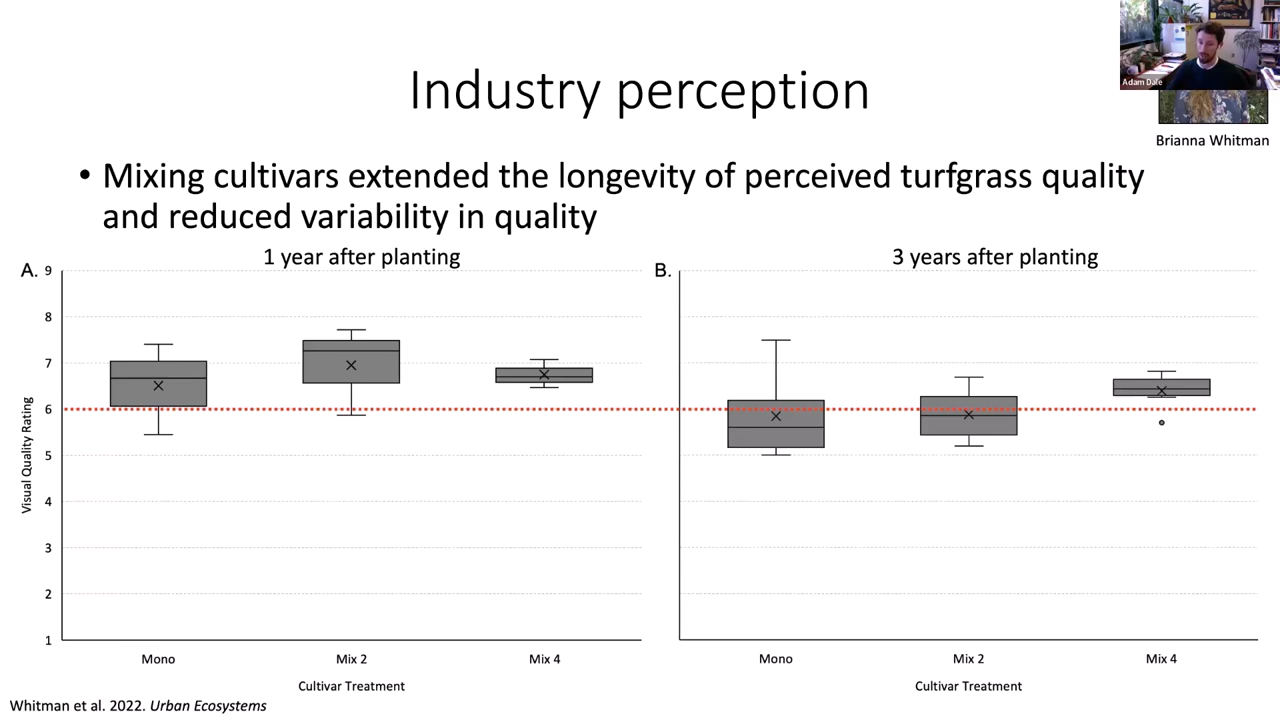 Industry perception
Adam Dale
Brianna Whitman
• Mixing cultivars extended the longevity of perceived turfgrass quality
and reduced variability in quality
1 year after planting
A.
9
8
7
6
5
4
3
2
1
Visual Quality Rating
Mono
Mix 2
Mix 4
Cultivar Treatment
3 years after planting
B.
Mono
Mix 2
Mix 4
Cultivar Treatment
Whitman et al. 2022. Urban Ecosystems